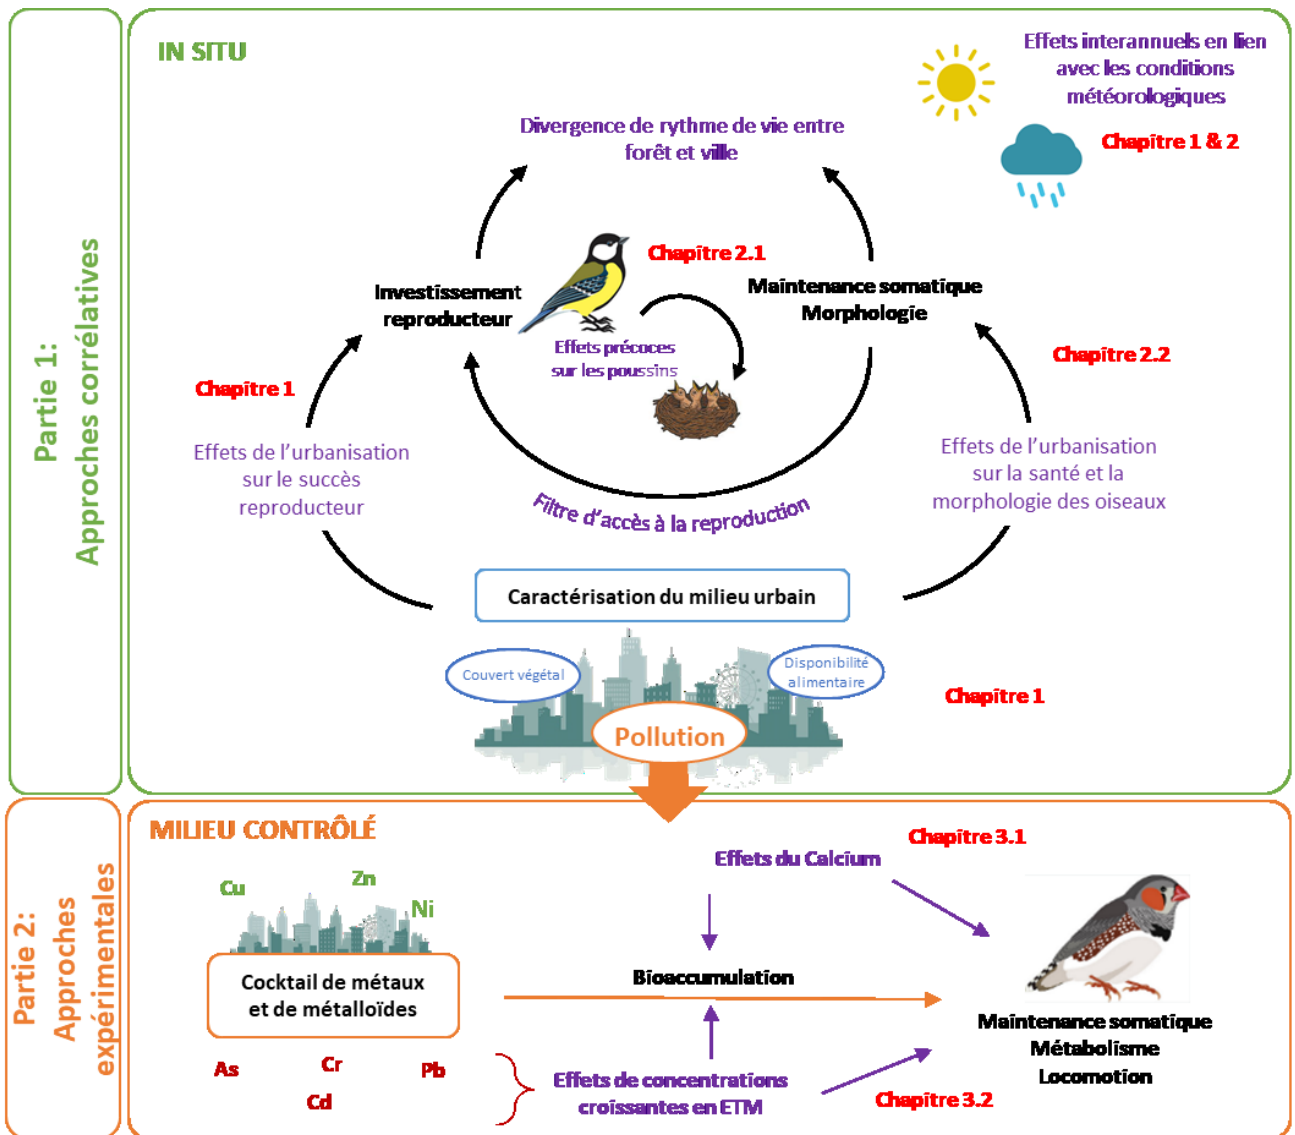 Partie 1:
Approches corrélatives
IN SITU
Effets interannuels en lien
avec les conditions
météorologiques
Chapitre 1 & 2
Divergence de rythme de vie entre
forêt et ville
Chapitre 2.1
Investissement
reproducteur
Maintenance somatique
Morphologie
Effets précoces
sur les poussins
Chapitre 2.2
Chapitre 1
Effets de l'urbanisation
sur le succès
reproducteur
Effets de l'urbanisation
sur la santé et la
morphologie des oiseaux
Filtre d'accès à la reproduction
Caractérisation du milieu urbain
Couvert végétal
Disponibilité
alimentaire
Chapitre 1
Pollution
Partie 2:
Approches
expérimentales
MILIEU CONTRÔLÉ
Chapitre 3.1
Effets du Calcium
Cu
Zn
Ni
Cocktail de métaux
et de métalloïdes
Bioaccumulation
Maintenance somatique
Métabolisme
Locomotion
As
Cr
Pb
Cd
Effets de concentrations
croissantes en ETM
Chapitre 3.2